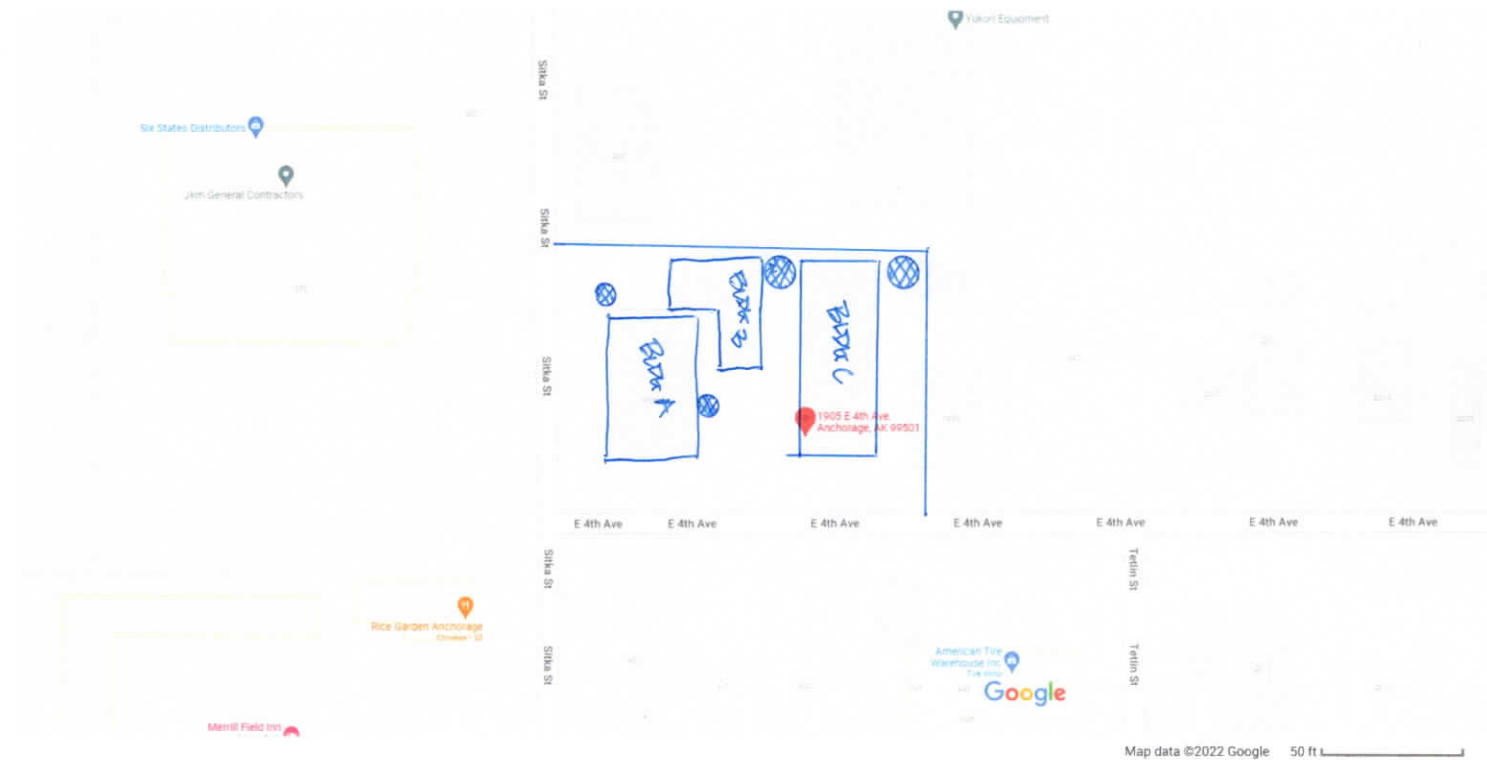 Yukon Equipment
Sitka St
Six States Distributors
Jkm General Contractors
Sitka St
BLDG B
BLDG C
BLDG A
Sitka St
1905 E 4th Ave,
Anchorage, AK 99501
E 4th Ave
E 4th Ave
E 4th Ave
E 4th Ave
E 4th Ave
E 4th Ave
E 4th Ave
Sitka St
Tetlin St
Rice Garden Anchorage
Chinese
Sitka St
American Tire
Warehouse Inc
Tire shop
Tetlin St
Google
Merrill Field Inn
Map data ©2022 Google 50 ft